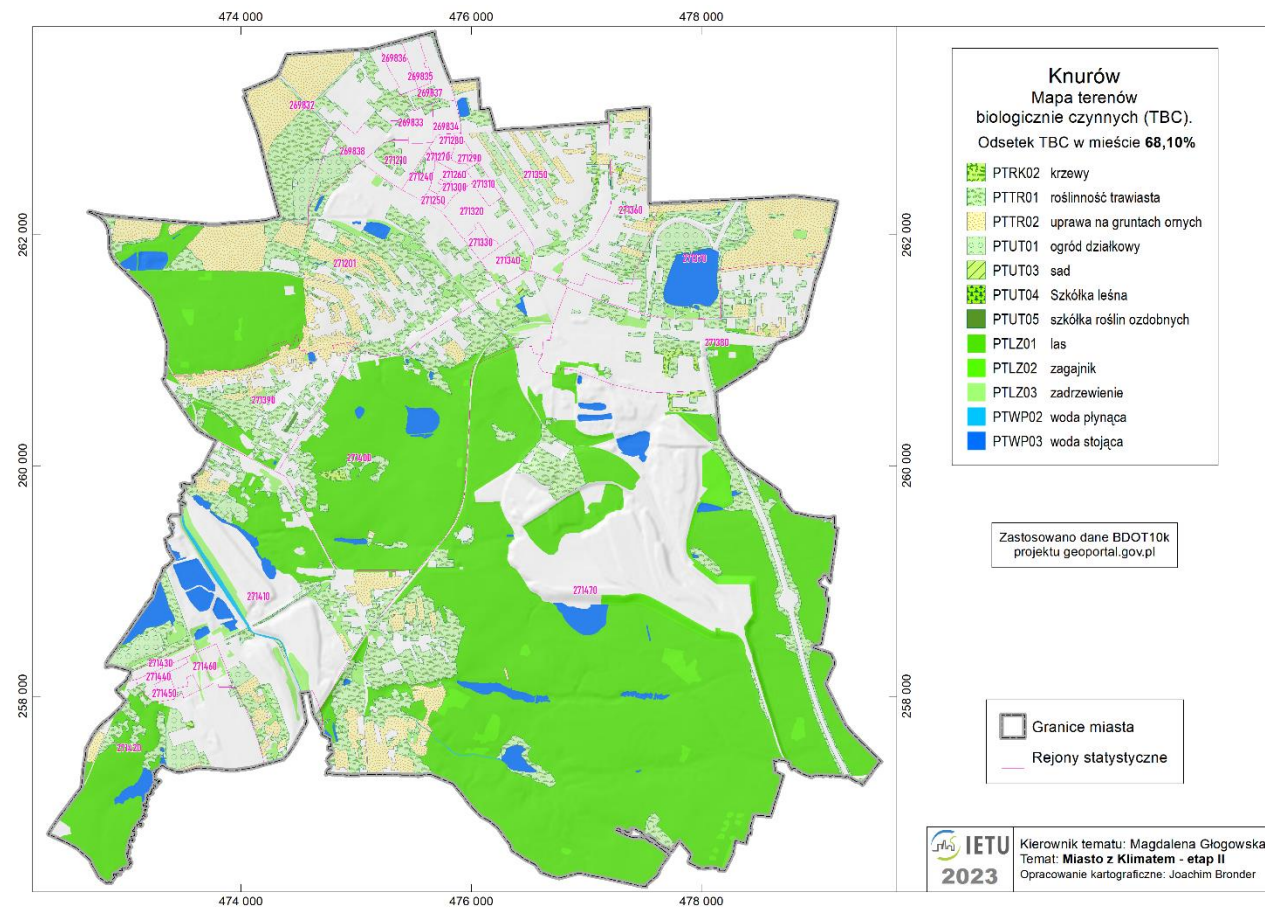 474 000
476 000
478 000
262 000
260 000
258 000
262 000
260 000
258 000
474 000
476 000
478 000
269836
269835
269837
269832
269833
269834
271280
269838
271210
271270
271290
271240
271260
271300
271310
271350
271250
271320
271360
271330
271340
271201
271380
271390
271400
271410
271470
271430
271460
271440
271450
271420
Knurów
Mapa terenów
biologicznie czynnych (TBC).
Odsetek TBC w mieście 68,10%
PTRK02 krzewy
PTTR01 roślinność trawiasta
PTTR02 uprawa na gruntach ornych
PTUT01 ogród działkowy
PTUT03 sad
PTUT04 Szkółka leśna
PTUT05 szkółka roślin ozdobnych
PTLZ01 las
PTLZ02 zagajnik
PTLZ03 zadrzewienie
PTWP02 woda płynąca
PTWP03 woda stojąca
Zastosowano dane BDOT10k
projektu geoportal.gov.pl
Granice miasta
Rejony statystyczne
IETU
2023
Kierownik tematu: Magdalena Głogowska
Temat: Miasto z Klimatem - etap II
Opracowanie kartograficzne: Joachim Bronder